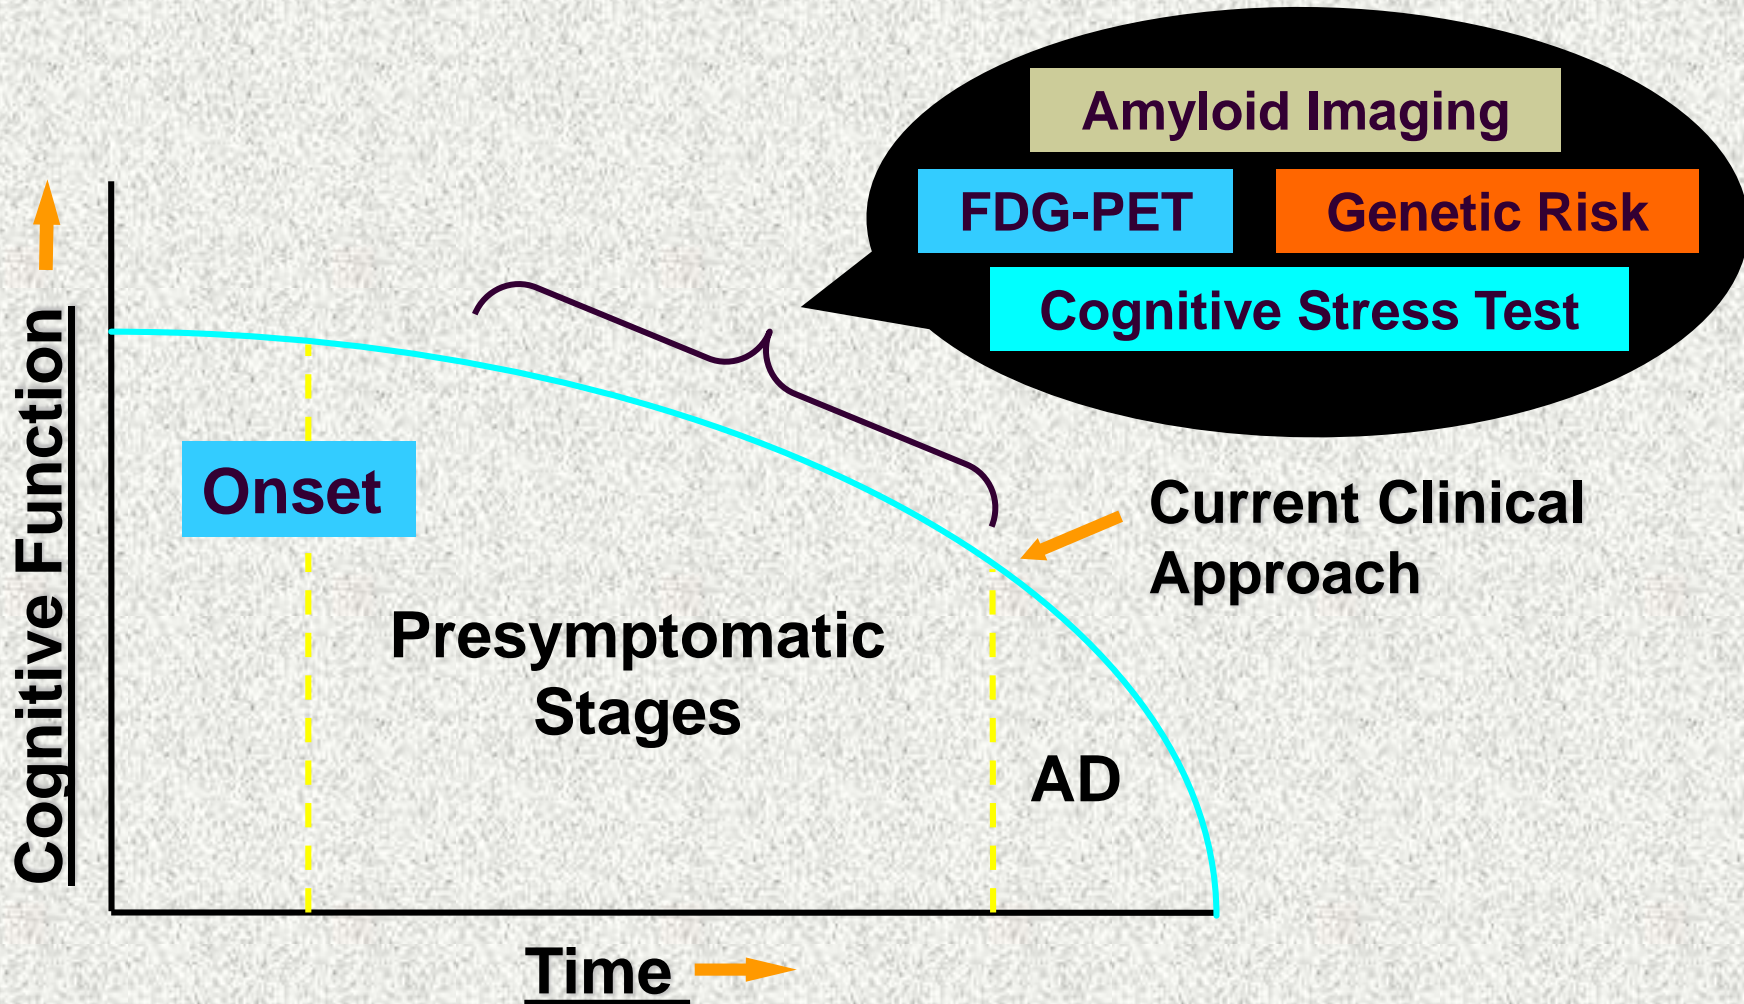 Amyloid Imaging
FDG-PET
Genetic Risk
Cognitive Stress Test
Cognitive Function
Onset
Current Clinical
Approach
Presymptomatic
Stages
AD
Time